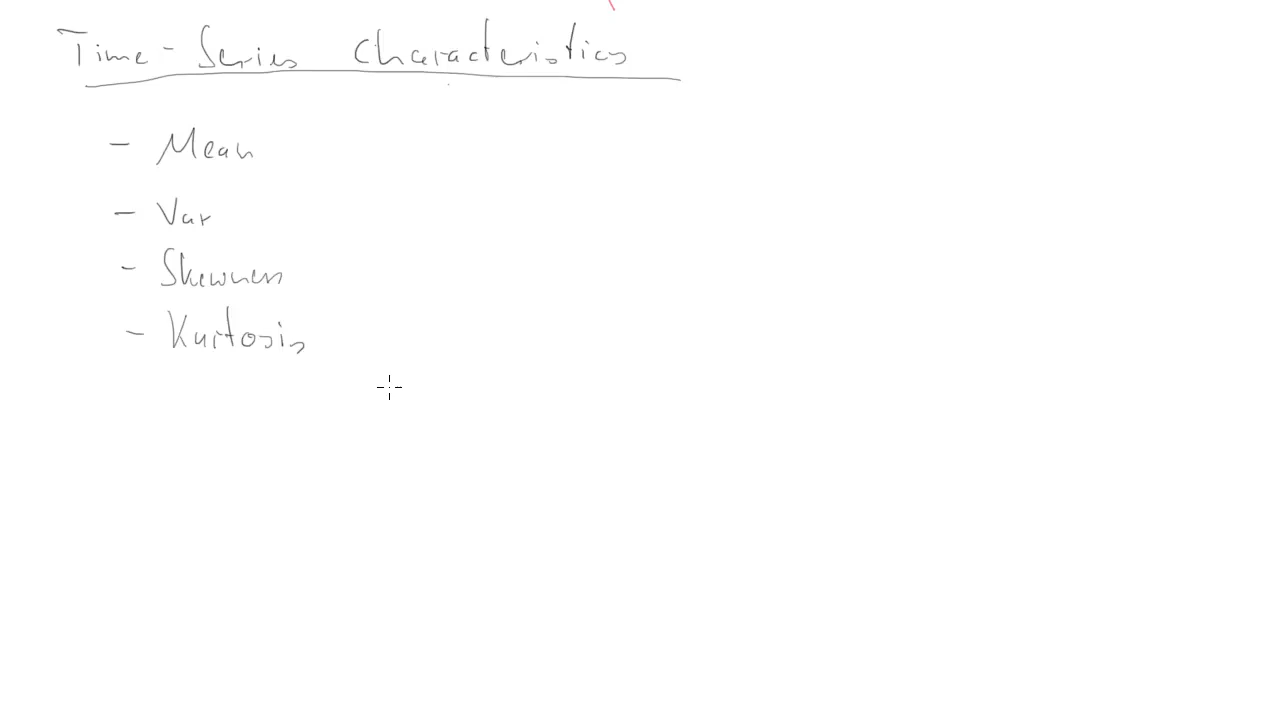 Time-Series Characteristics
- Mean
- Var
- Skewness
- Kurtosis